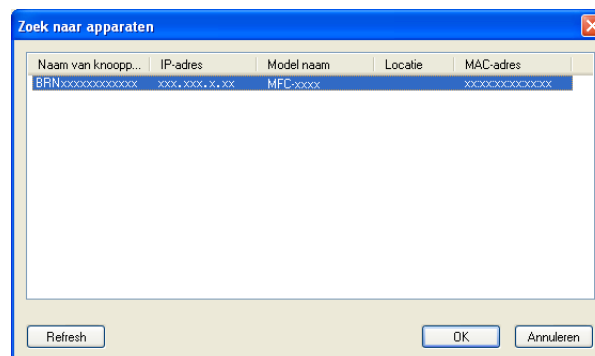 Zoek naar apparaten
Naam van knoopp... IP-adres Model naam Locatie MAC-adres
BRNxxxxxxxxxxxx xxx.xxx.x.xx MFC-xxxx xxxxxxxxxxxx
Refresh OK Annuleren